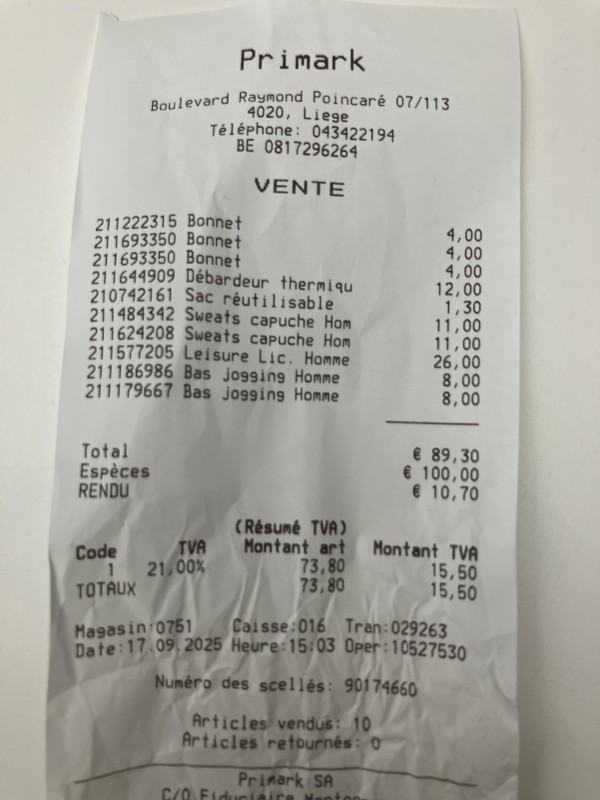 Primark
Boulevard Raymond Poincaré 07/113
4020, Liege
Téléphone: 043422194
BE 0817296264
VENTE
211222315 Bonnet 4,00
211693350 Bonnet 4,00
211693350 Bonnet 4,00
211644909 Débardeur thermiqu 12,00
210742161 Sac réutilisable 1,30
211484342 Sweats capuche Hom 11,00
211624208 Sweats capuche Hom 11,00
211577205 Leisure Lic. Homme 26,00
211186986 Bas jogging Homme 8,00
211179667 Bas jogging Homme 8,00
Total € 89,30
Espèces € 100,00
RENDU € 10,70
(Résumé TVA)
Code TVA Montant art Montant TVA
1 21,00% 73,80 15,50
TOTAUX 73,80 15,50
Magasin:0751 Caisse:016 Tran:029263
Date:17.09.2025 Heure:15:03 Oper:10527530
Numéro des scellés: 90174660
Articles vendus: 10
Articles retournés: 0
Primark SA
C/O Fiduciaire